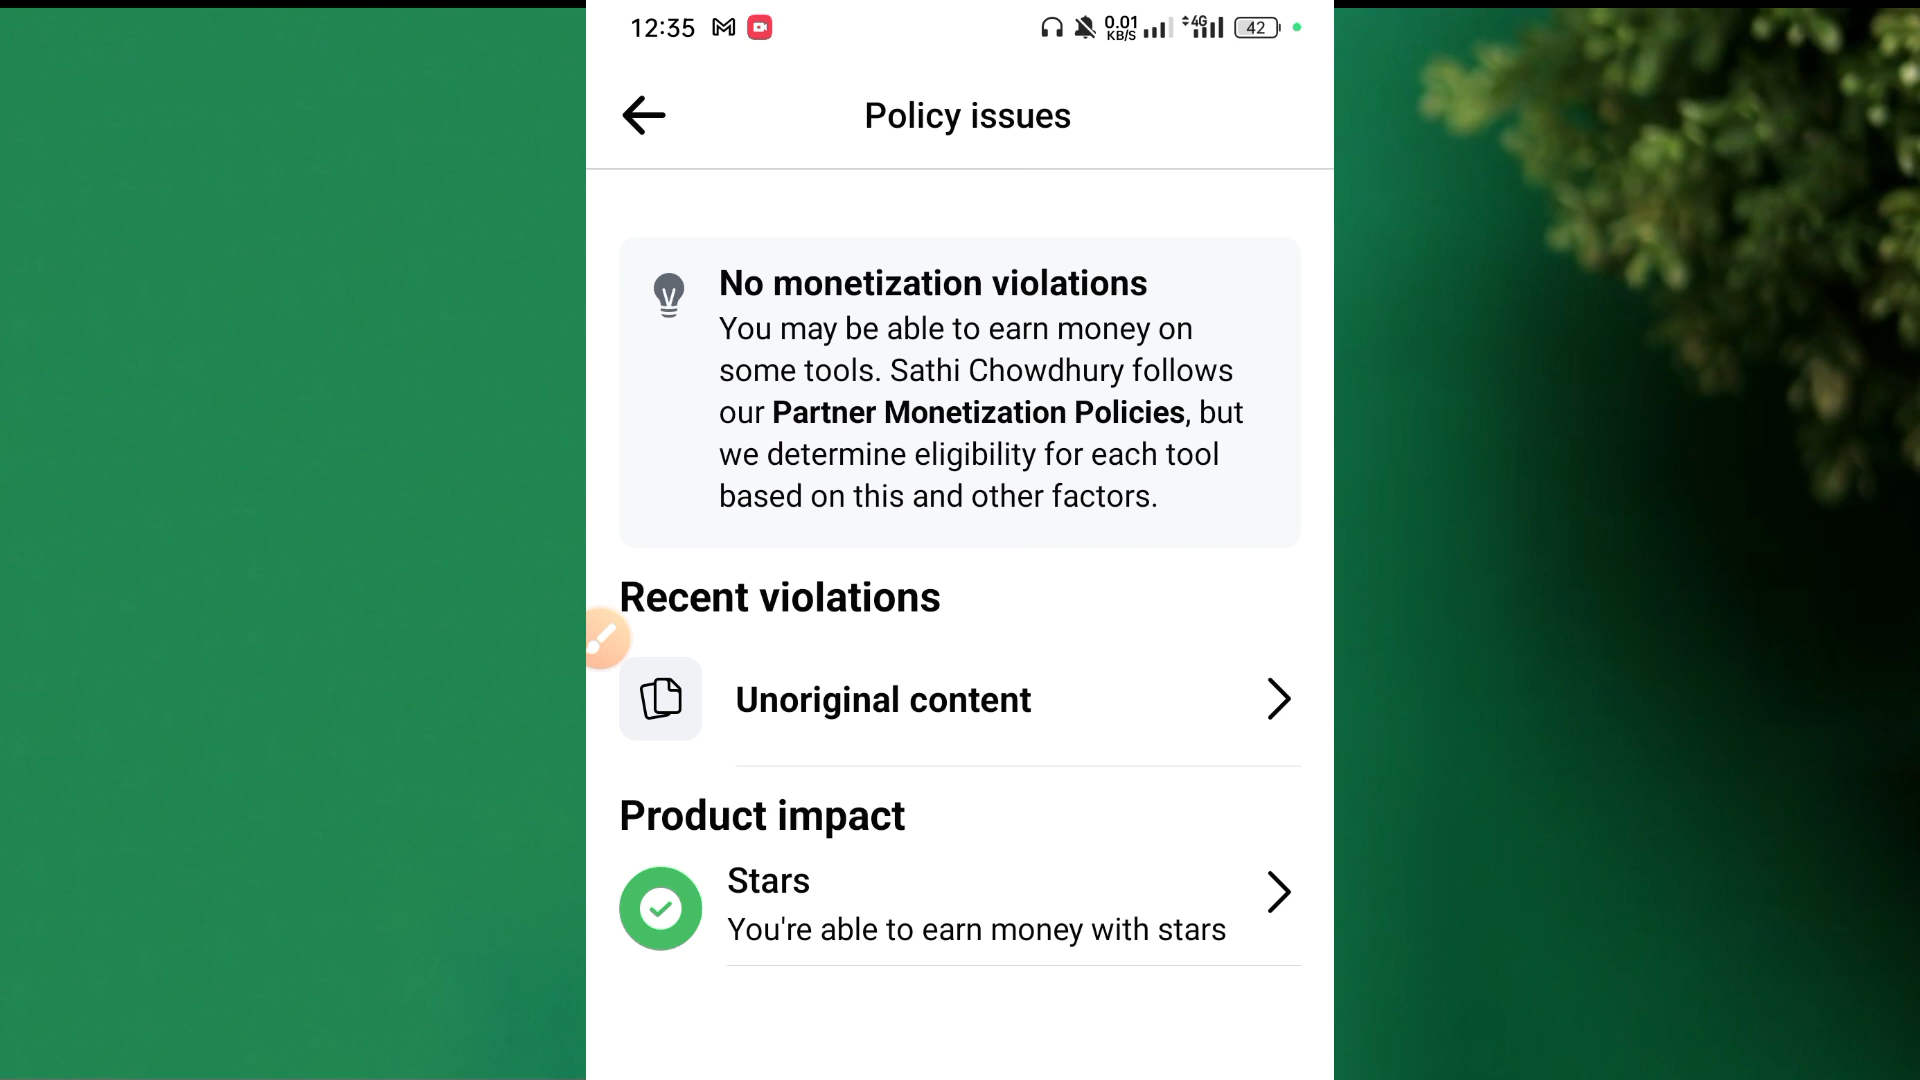 12:35
0.01
KB/S
4G
42
Policy issues
No monetization violations
You may be able to earn money on
some tools. Sathi Chowdhury follows
our Partner Monetization Policies, but
we determine eligibility for each tool
based on this and other factors.
Recent violations
Unoriginal content
Product impact
Stars
You're able to earn money with stars